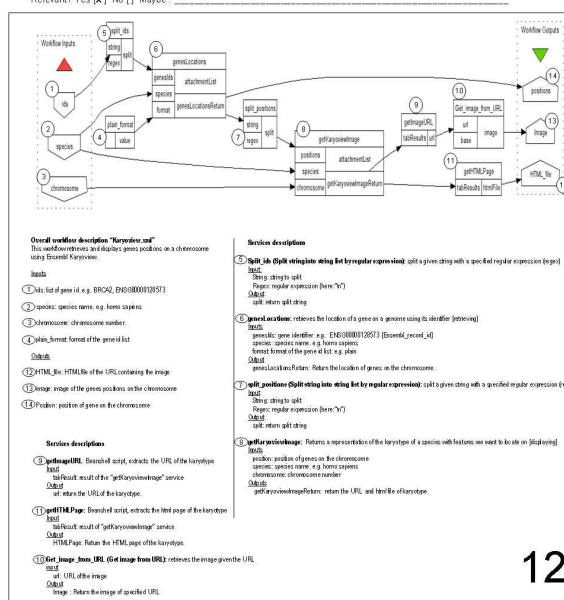 Relevant? Yes [X] No [ ] Maybe :
Workflow Inputs
Workflow Outputs
5 split_ids
string
regex
split
6 genesLocations
genesIds
species
format
attachmentList
genesLocationsReturn
1 ids
2 species
3 chromosome
4 plain_format
value
split_positions
string
regex
split
7
8 getKaryoviewImage
positions
species
chromosome
attachmentList
getKaryoviewImageReturn
9 getImageURL
tabResults
url
10 Get_image_from_URL
url
base
image
11 getHTMLPage
tabResults
htmlFile
14 positions
13 Image
HTML_file
Overall workflow description "Karyoview.xml"
This workflow retrieves and displays genes positions on a chromosome
using Ensembl Karyoview.
Inputs
1 ids: list of gene id. e.g. BRCA2, ENSG00000128573
2 species: species name. e.g. homo sapiens
3 chromosome: chromosome number.
4 plain_format: format of the gene id list
Outputs
12 HTML_file: HTML file of the URL containing the image
13 Image: image of the genes positions on the chromosome
14 Position: position of gene on the chromosome
Services descriptions
9 getImageURL: Beanshell script, extracts the URL of the karyotype
Input
tabResult: result of the "getKaryoviewImage" service
Output
url: return the URL of the karyotype.
11 getHTMLPage: Beanshell script, extracts the html page of the karyotype
Input
tabResult: result of "getKaryoviewImage" service
Output
HTMLPage: Return the HTML page of the karyotype.
10 Get_image_from_URL (Get image from URL): retrieves the image given the URL
input
url: URL of the image
Output
Image : Return the image of specified URL
Services descriptions
5 Split_ids (Split string into string list by regular expression): split a given string with a specified regular expression (regex)
Input:
String: string to split
Regex: regular expression (here:"\n")
Output:
split: return split string
6 genesLocations: retrieves the location of a gene on a genome using its identifier [retrieving]
Inputs
genesIds: gene identifier .e.g. ENSG00000128573 [Ensembl_record_id]
species: species name. e.g. homo sapiens
format: format of the gene id list: e.g. plain
Output
genesLocationsReturn: Return the location of genes on the chromosome.
7 split_positions (Split string into string list by regular expression): split a given string with a specified regular expression (re
Input:
String: string to split
Regex: regular expression (here:"\n")
Output:
split: return split string
8 getKaryoviewImage: Returns a representation of the karyotype of a species with features we want to locate on [displaying]
Inputs
position: position of genes on the chromosome
species: species name. e.g. homo sapiens
chromosome: chromosome number
Outputs
getKaryoviewImageReturn: return the URL and html file of karyotype
12